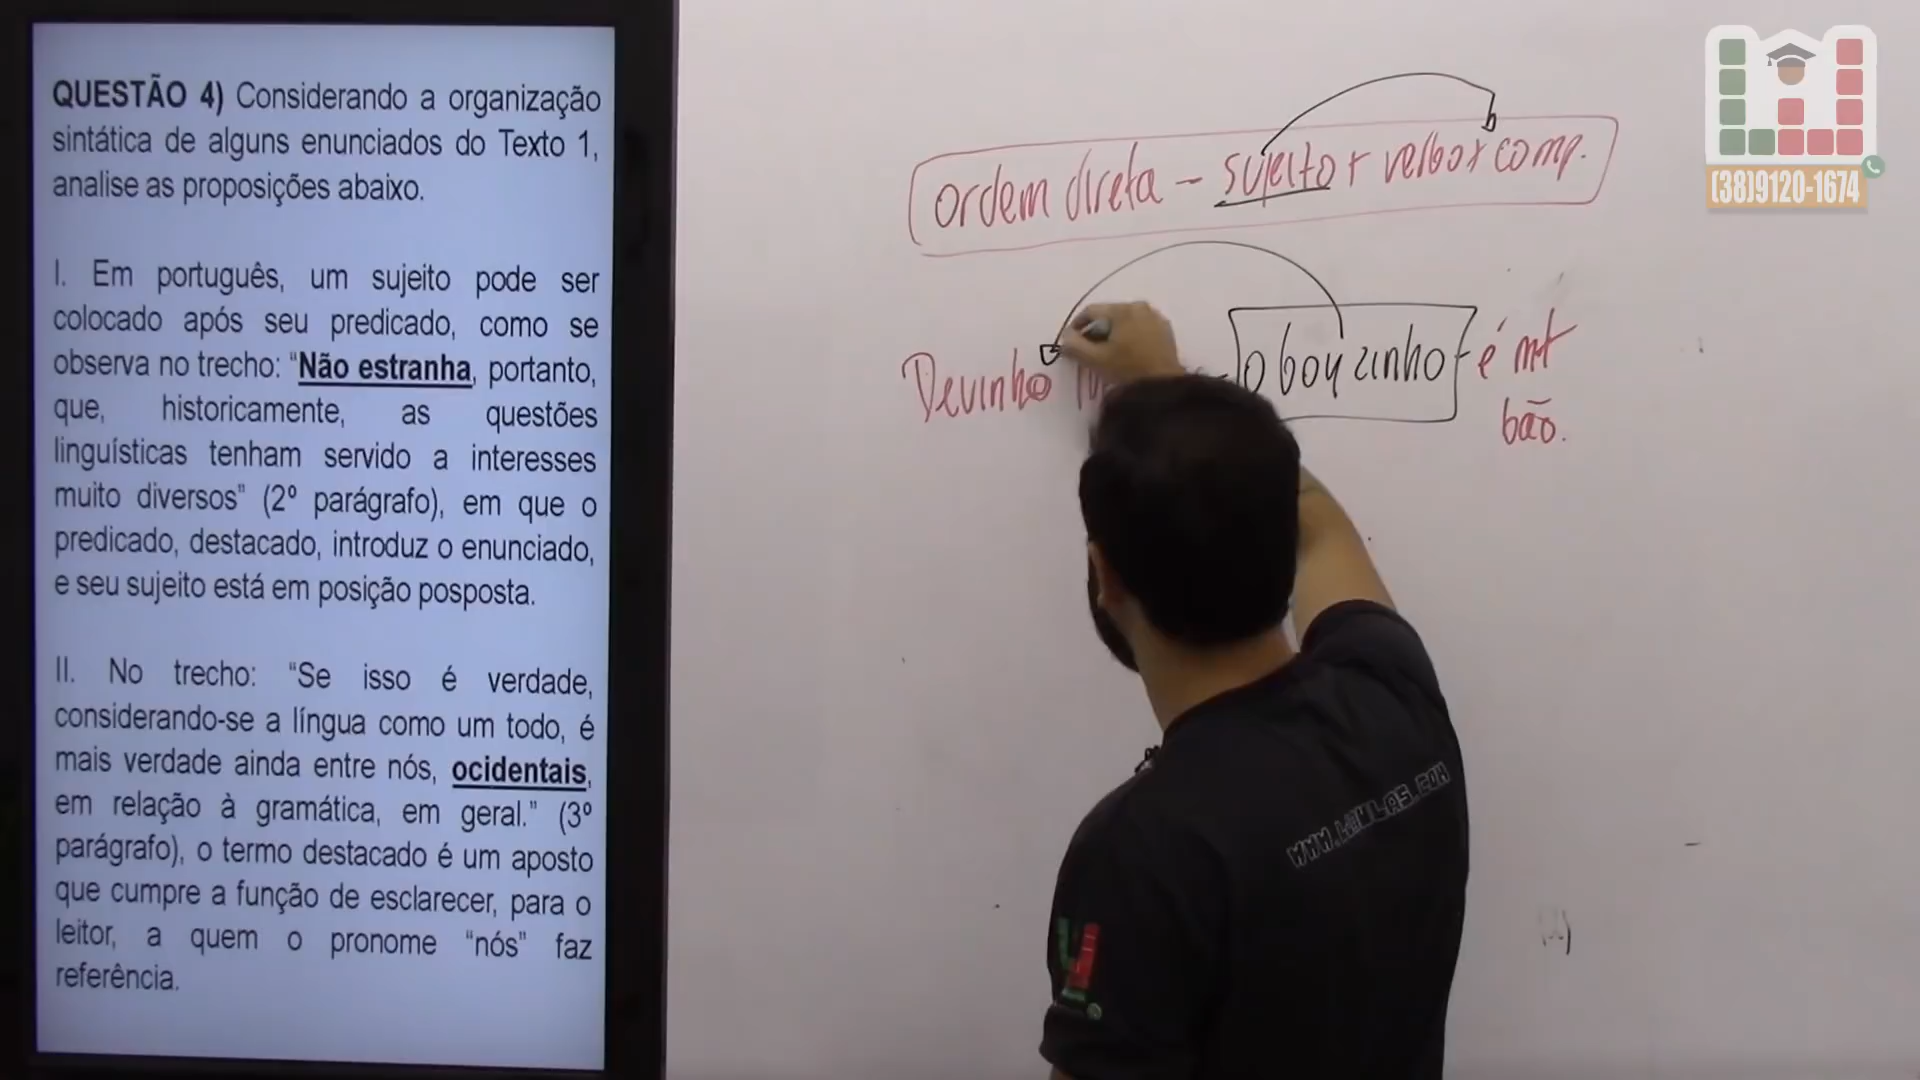 QUESTÃO 4) Considerando a organização
sintática de alguns enunciados do Texto 1,
analise as proposições abaixo.
I. Em português, um sujeito pode ser
colocado após seu predicado, como se
observa no trecho: “Não estranha, portanto,
que, historicamente, as questões
linguísticas tenham servido a interesses
muito diversos” (2º parágrafo), em que o
predicado, destacado, introduz o enunciado,
e seu sujeito está em posição posposta.
II. No trecho: “Se isso é verdade,
considerando-se a língua como um todo, é
mais verdade ainda entre nós, ocidentais,
em relação à gramática, em geral.” (3º
parágrafo), o termo destacado é um aposto
que cumpre a função de esclarecer, para o
leitor, a quem o pronome “nós” faz
referência.
ordem direta - sujeito + verbo + comp.
Devinho - o boyzinho - é mt
bão.
(38)9120-1674